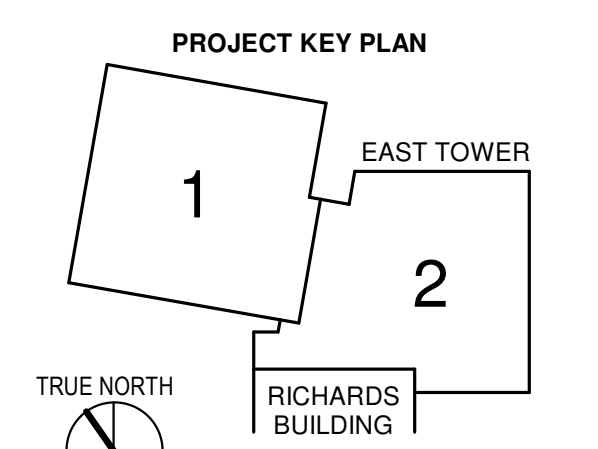 PROJECT KEY PLAN
1
EAST TOWER
2
TRUE NORTH
RICHARDS
BUILDING